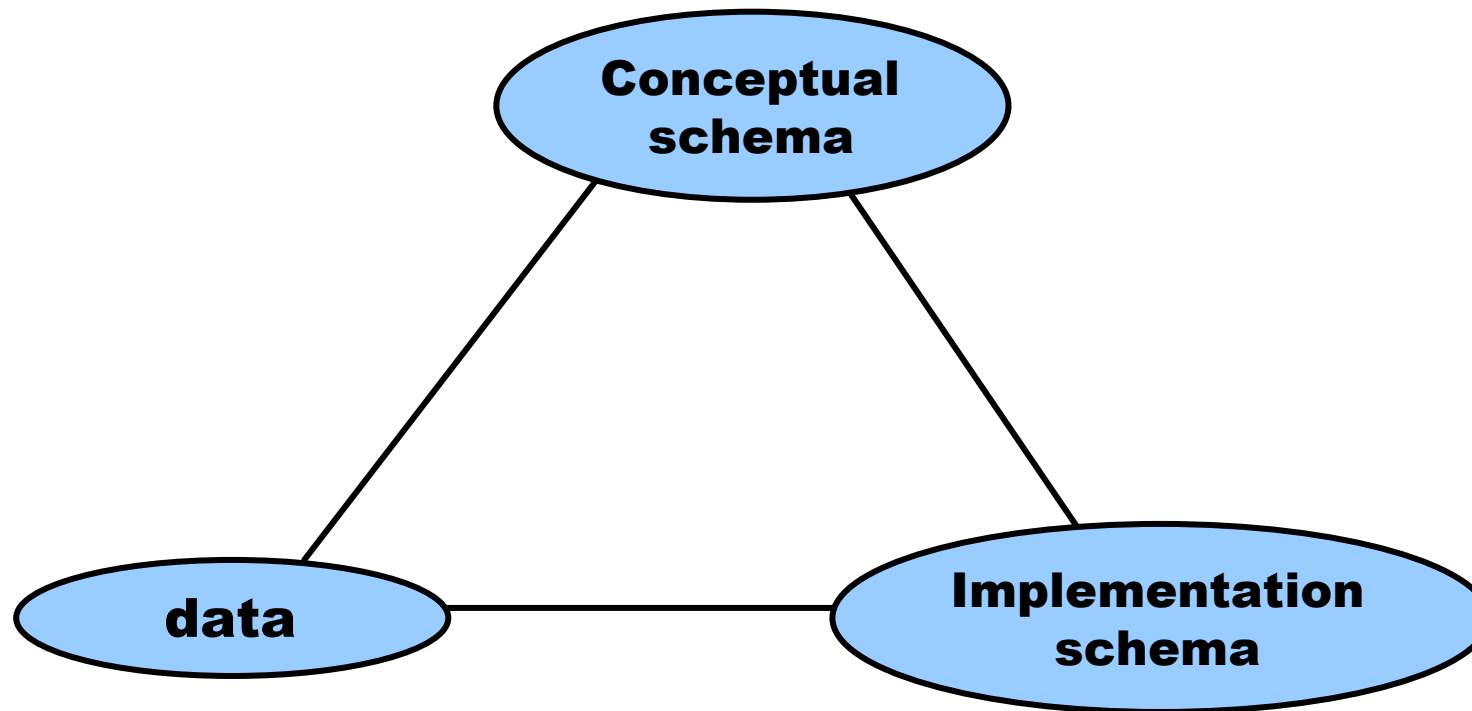 Conceptual
schema
data
Implementation
schema